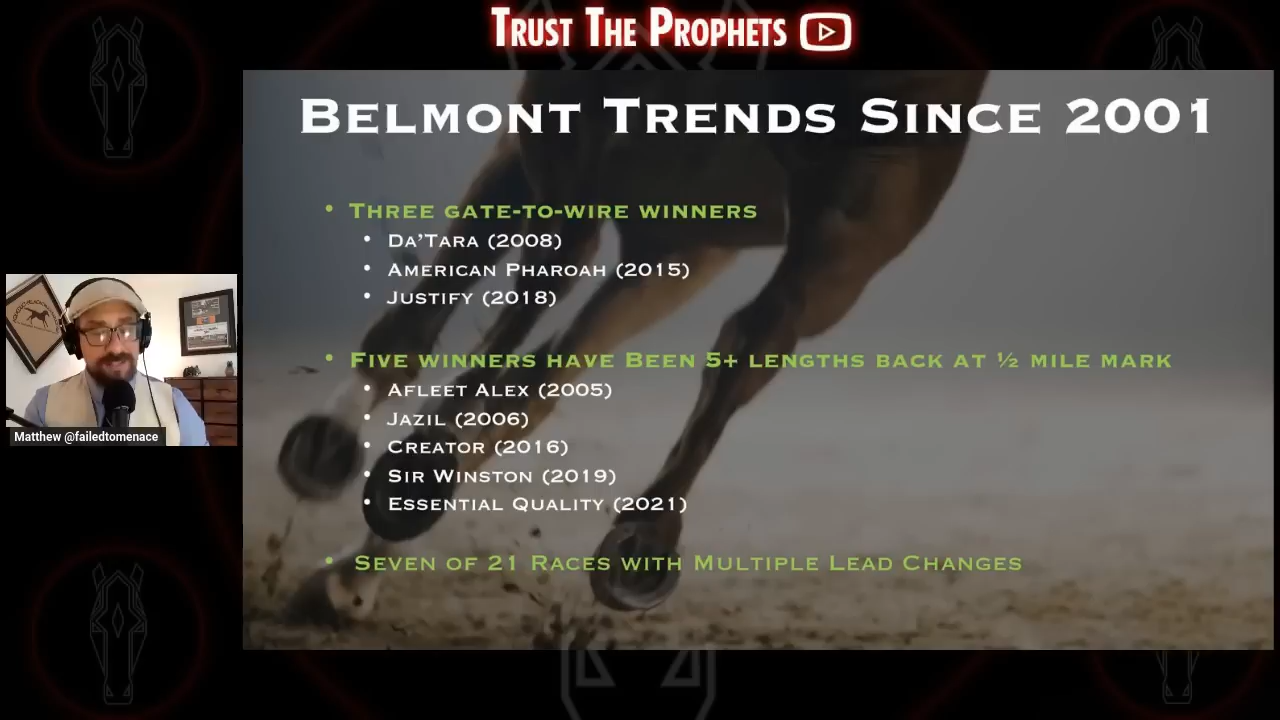 Trust The Prophets
Belmont Trends Since 2001
• Three gate-to-wire winners
• Da'Tara (2008)
• American Pharoah (2015)
• Justify (2018)
• Five winners have Been 5+ lengths back at ½ mile mark
• Afleet Alex (2005)
• Jazil (2006)
• Creator (2016)
• Sir Winston (2019)
• Essential Quality (2021)
• Seven of 21 Races with Multiple Lead Changes
Matthew @failedtomenace